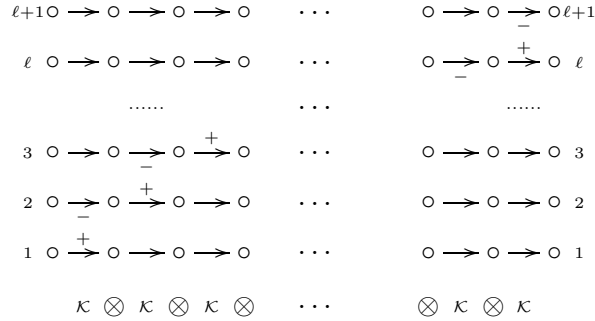 ℓ+1 · · · ℓ+1
−
+
ℓ · · · ℓ
−
...... · · · ......
+
3 · · · 3
−
+
2 · · · 2
−
+
1 · · · 1
𝒦 ⊗ 𝒦 ⊗ 𝒦 ⊗ · · · ⊗ 𝒦 ⊗ 𝒦